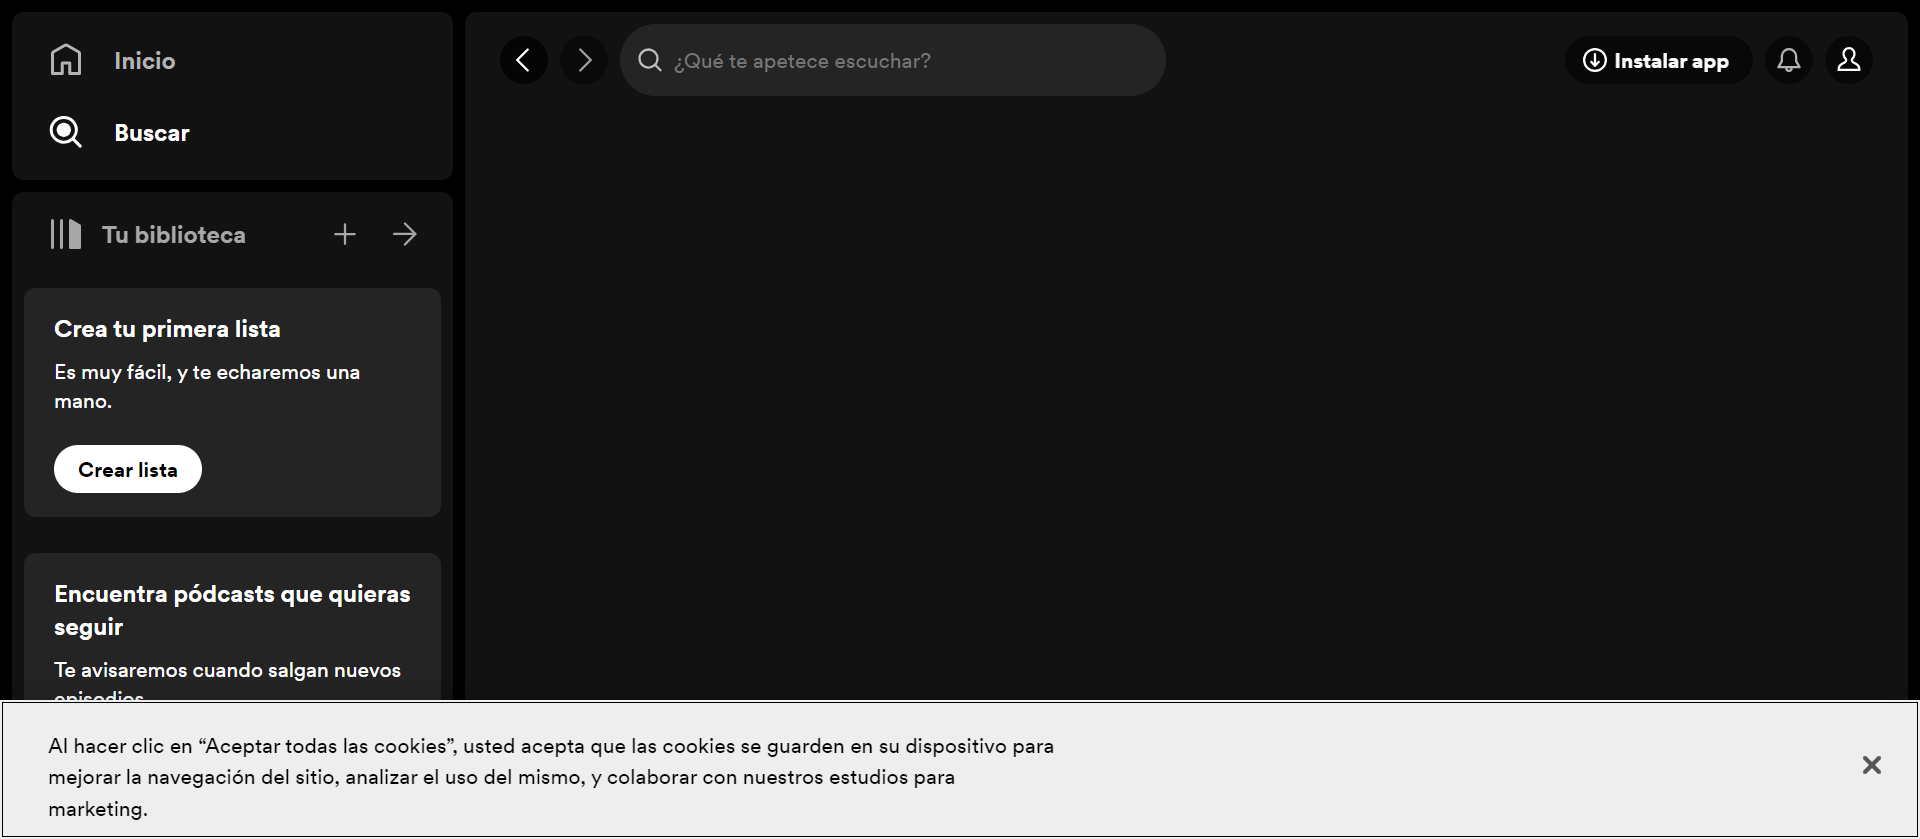 Inicio
Buscar
Tu biblioteca
Crea tu primera lista
Es muy fácil, y te echaremos una
mano.
Crear lista
Encuentra pódcasts que quieras
seguir
Te avisaremos cuando salgan nuevos
episodios
¿Qué te apetece escuchar?
Instalar app
Al hacer clic en “Aceptar todas las cookies”, usted acepta que las cookies se guarden en su dispositivo para
mejorar la navegación del sitio, analizar el uso del mismo, y colaborar con nuestros estudios para
marketing.